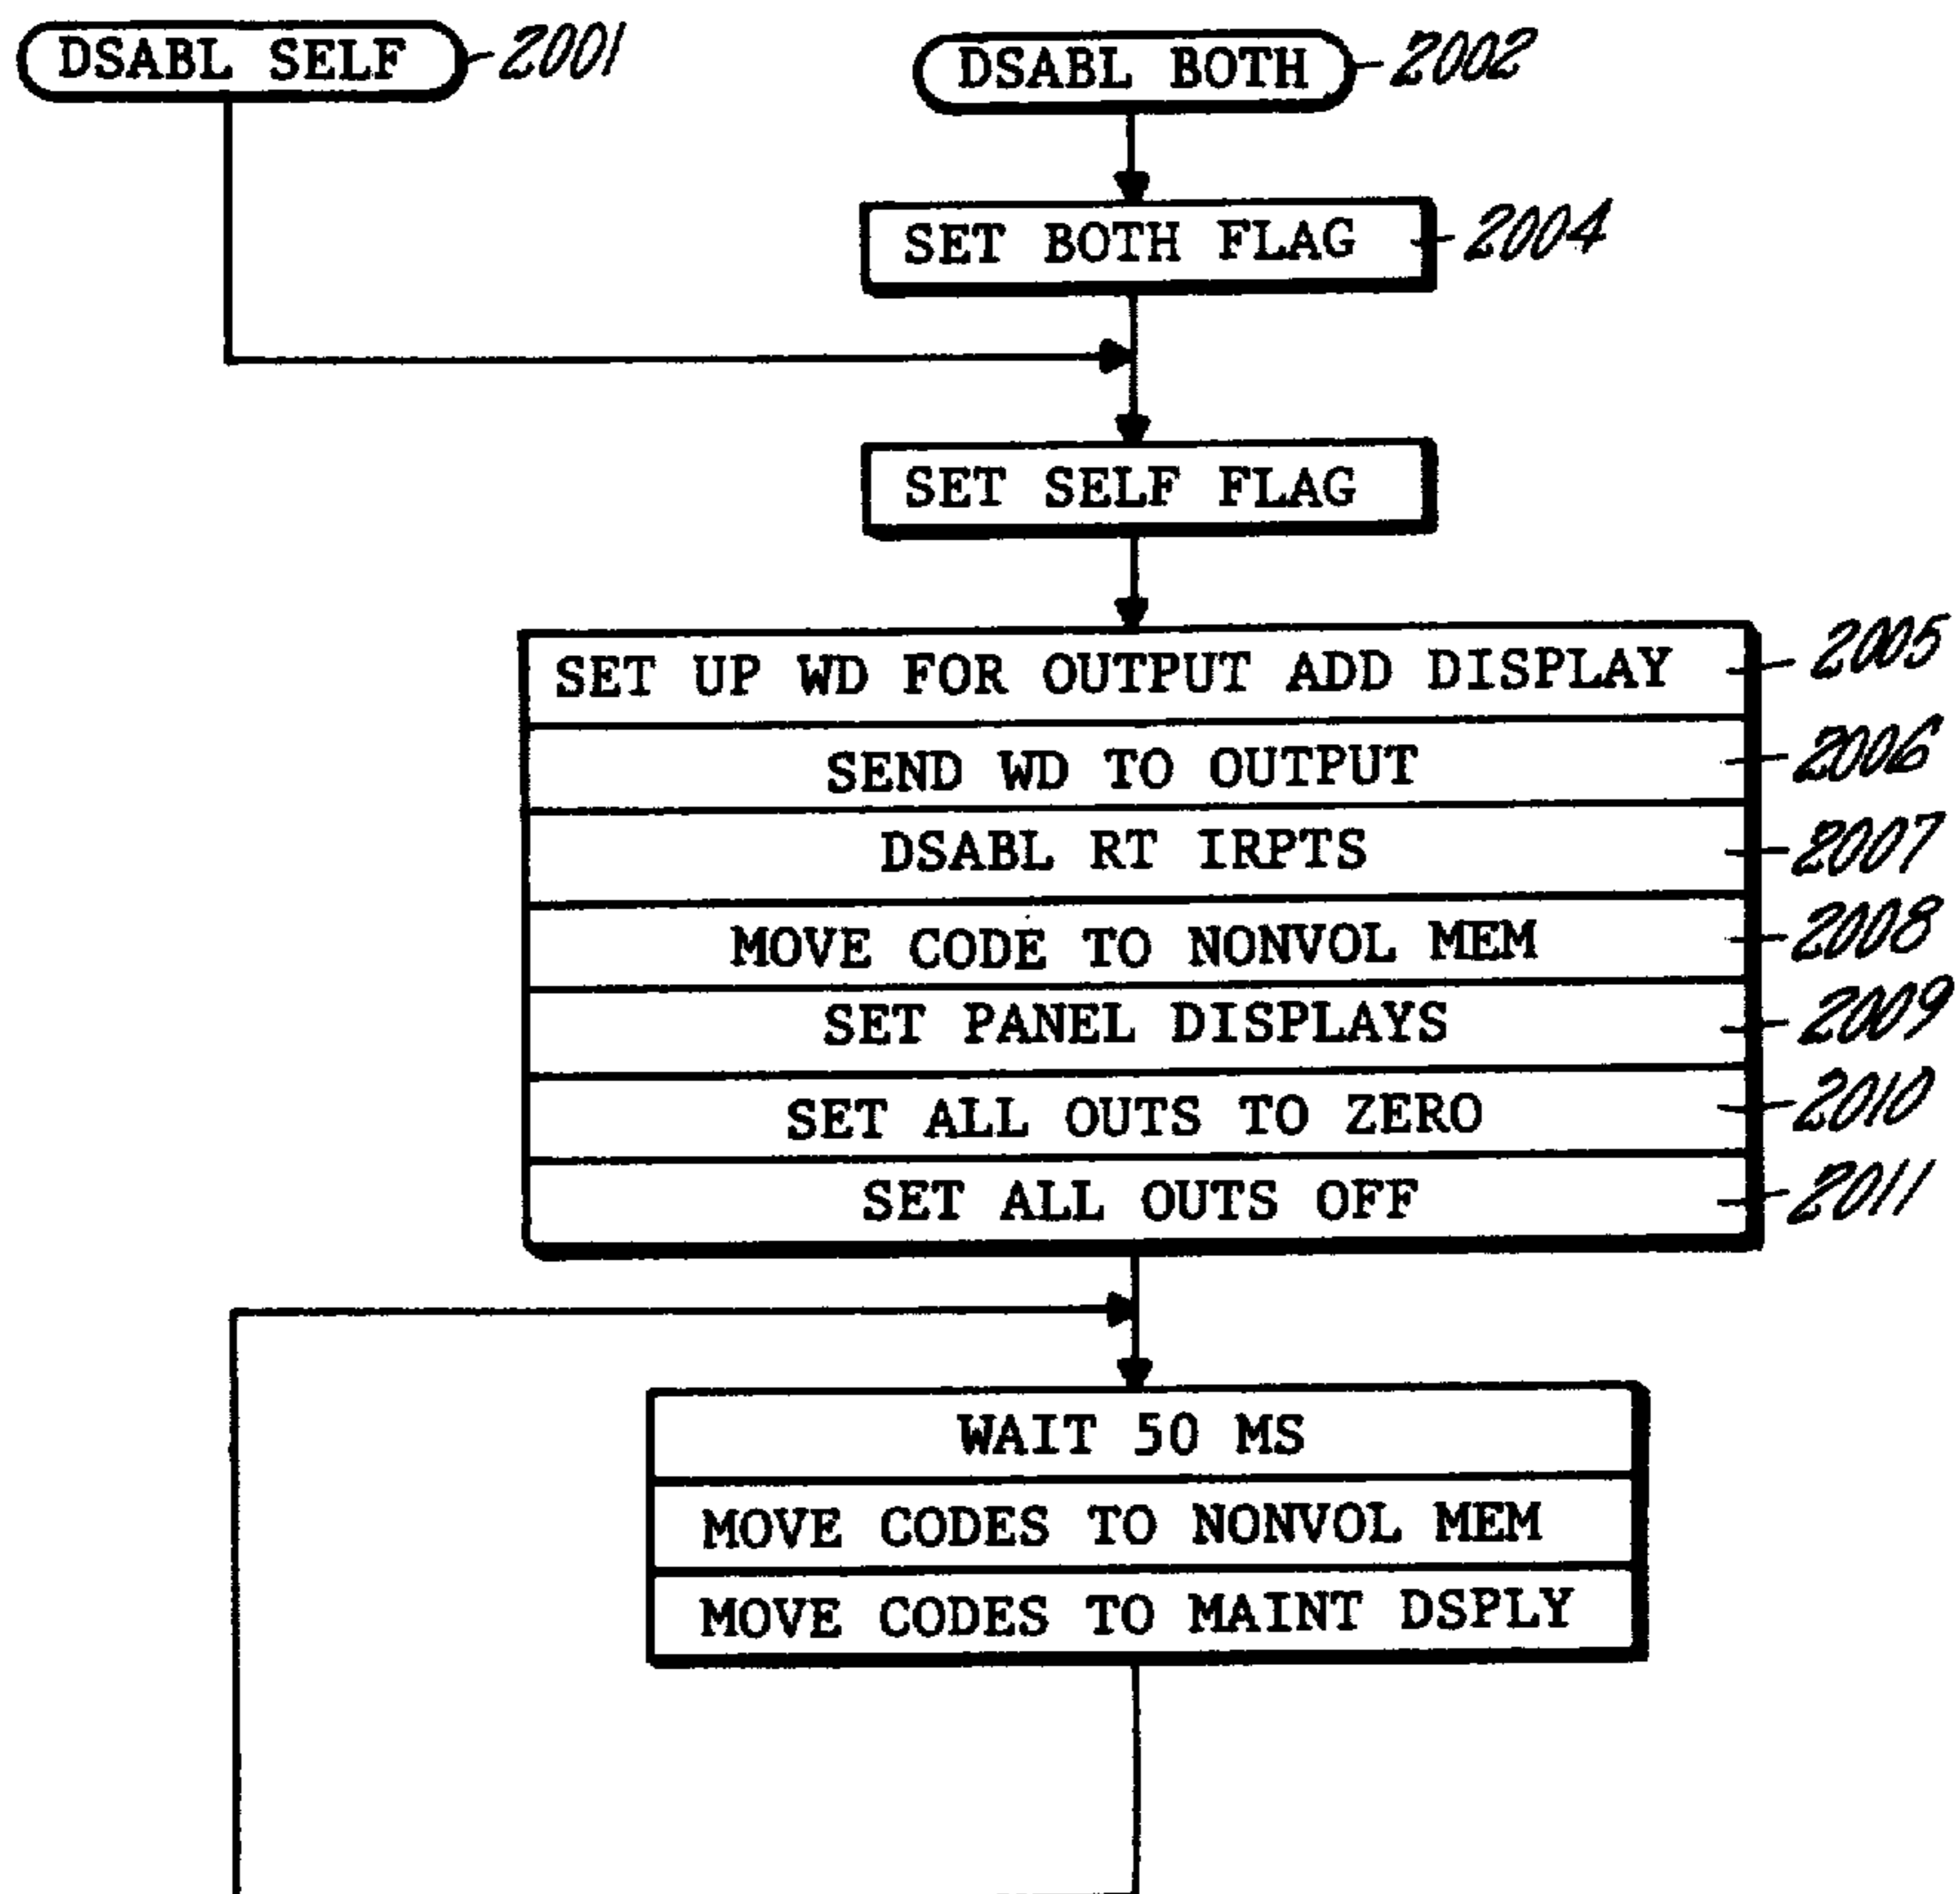 DSABL SELF 2001
DSABL BOTH 2002
SET BOTH FLAG 2004
SET SELF FLAG
SET UP WD FOR OUTPUT ADD DISPLAY 2005
SEND WD TO OUTPUT 2006
DSABL RT IRPTS 2007
MOVE CODE TO NONVOL MEM 2008
SET PANEL DISPLAYS 2009
SET ALL OUTS TO ZERO 2010
SET ALL OUTS OFF 2011
WAIT 50 MS
MOVE CODES TO NONVOL MEM
MOVE CODES TO MAINT DSPLY